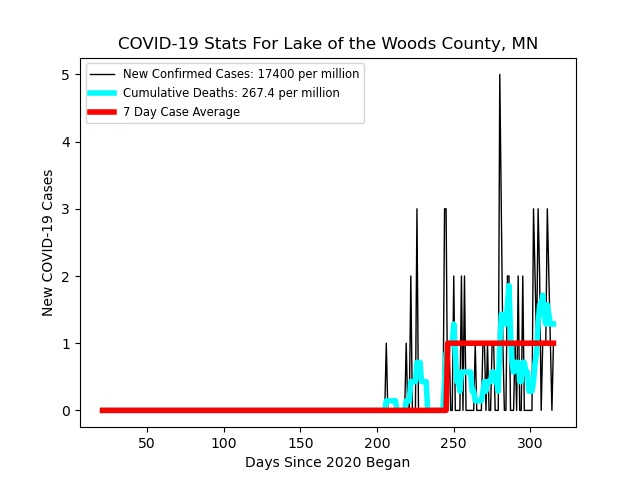 COVID-19 Stats For Lake of the Woods County, MN
New Confirmed Cases: 17400 per million
Cumulative Deaths: 267.4 per million
7 Day Case Average
New COVID-19 Cases
5
4
3
2
1
0
50
100
150
200
250
300
Days Since 2020 Began